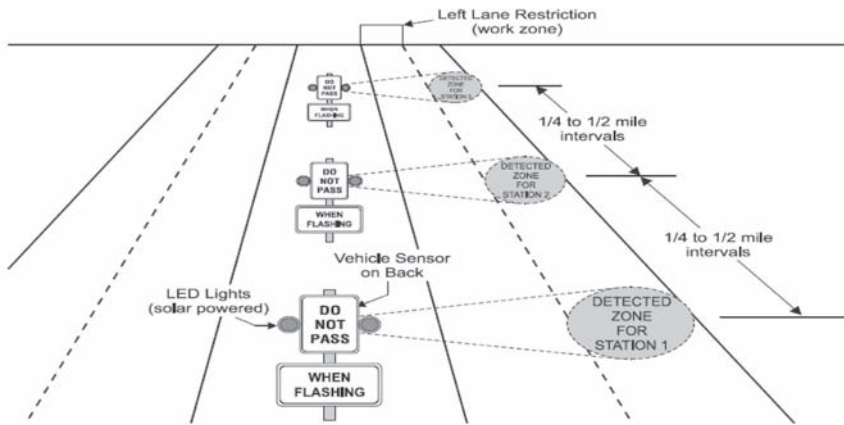 Left Lane Restriction
(work zone)
DO
NOT
PASS
WHEN
FLASHING
DETECTED
ZONE
FOR
STATION 3
1/4 to 1/2 mile
intervals
DO
NOT
PASS
WHEN
FLASHING
DETECTED
ZONE
FOR
STATION 2
1/4 to 1/2 mile
intervals
Vehicle Sensor
on Back
LED Lights
(solar powered)
DO
NOT
PASS
WHEN
FLASHING
DETECTED
ZONE
FOR
STATION 1